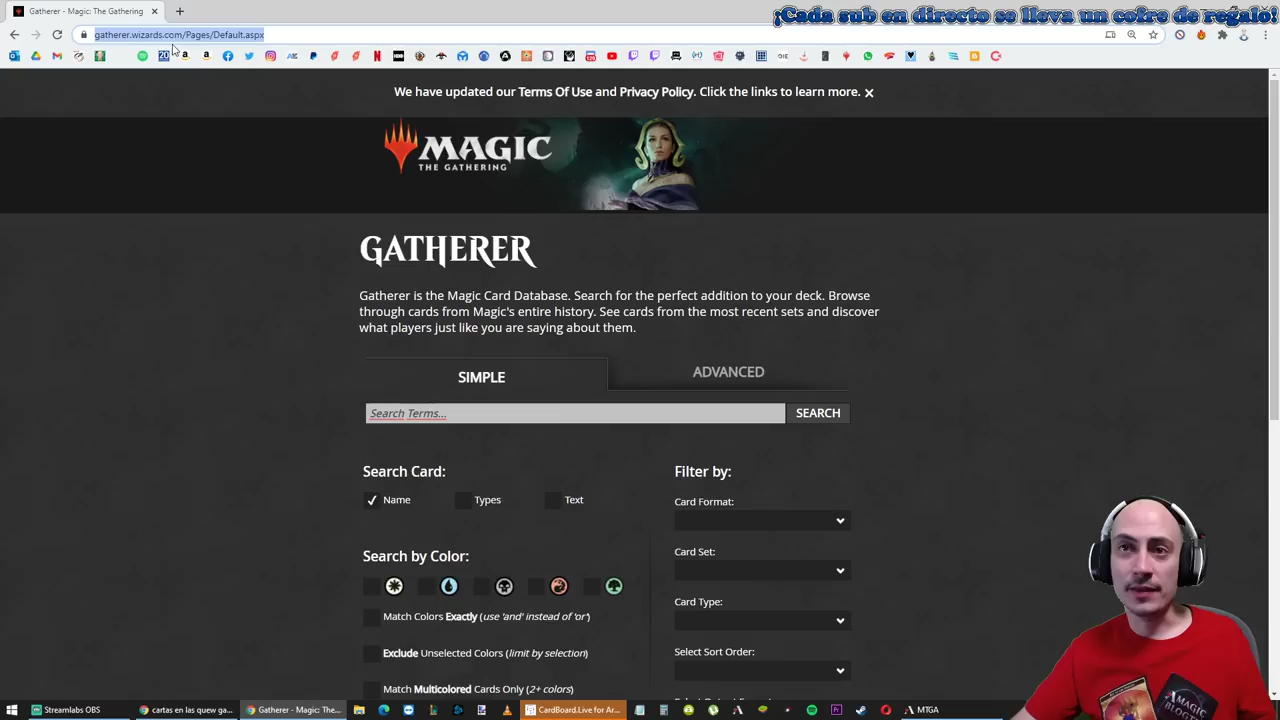 Gatherer - Magic: The Gathering
¡Cada sub en directo se lleva un cofre de regalo!
gatherer.wizards.com/Pages/Default.aspx
We have updated our Terms Of Use and Privacy Policy. Click the links to learn more. ×
MAGIC
THE GATHERING
GATHERER
Gatherer is the Magic Card Database. Search for the perfect addition to your deck. Browse
through cards from Magic's entire history. See cards from the most recent sets and discover
what players just like you are saying about them.
SIMPLE
ADVANCED
Search Terms...
SEARCH
Search Card:
Filter by:
Name
Types
Text
Card Format:
Card Set:
Search by Color:
Card Type:
Match Colors Exactly (use 'and' instead of 'or')
Exclude Unselected Colors (limit by selection)
Select Sort Order:
Match Multicolored Cards Only (2+ colors)
Streamlabs OBS
cartas en las quew ga...
Gatherer - Magic: The...
CardBoard.Live for Ar...
MTGA